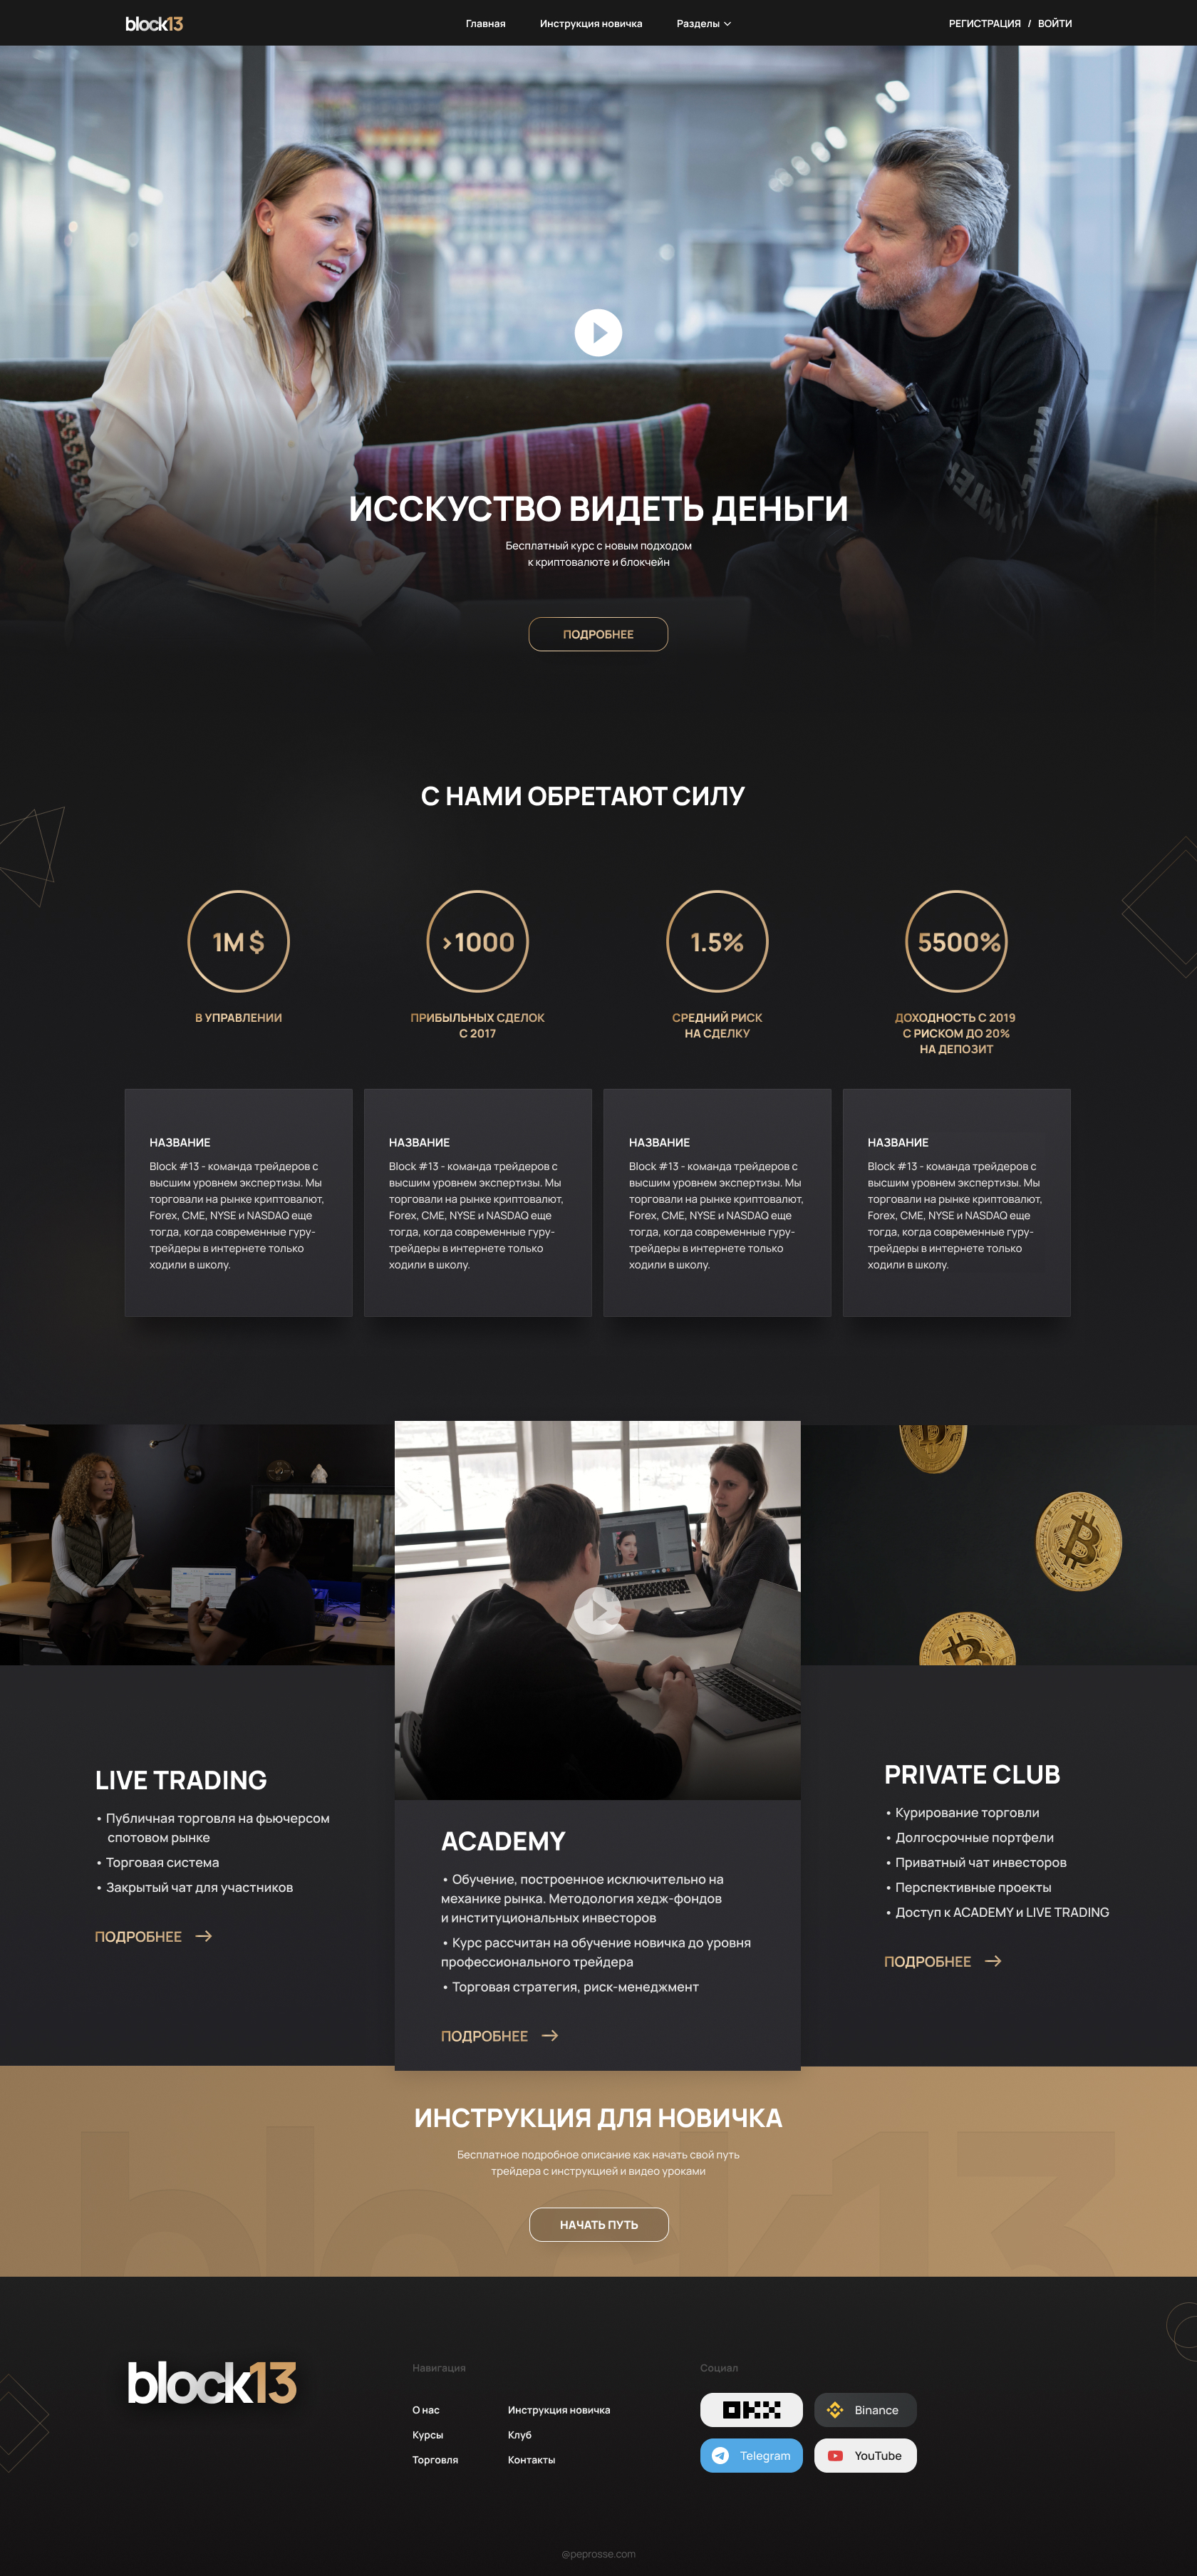 block13
Главная
Инструкция новичка
Разделы
РЕГИСТРАЦИЯ / ВОЙТИ
ИССКУСТВО ВИДЕТЬ ДЕНЬГИ
Бесплатный курс с новым подходом
к криптовалюте и блокчейн
ПОДРОБНЕЕ
С НАМИ ОБРЕТАЮТ СИЛУ
1M $
В УПРАВЛЕНИИ
>1000
ПРИБЫЛЬНЫХ СДЕЛОК
С 2017
1.5%
СРЕДНИЙ РИСК
НА СДЕЛКУ
5500%
ДОХОДНОСТЬ С 2019
С РИСКОМ ДО 20%
НА ДЕПОЗИТ
НАЗВАНИЕ
Block #13 - команда трейдеров с
высшим уровнем экспертизы. Мы
торговали на рынке криптовалют,
Forex, CME, NYSE и NASDAQ еще
тогда, когда современные гуру-
трейдеры в интернете только
ходили в школу.
НАЗВАНИЕ
Block #13 - команда трейдеров с
высшим уровнем экспертизы. Мы
торговали на рынке криптовалют,
Forex, CME, NYSE и NASDAQ еще
тогда, когда современные гуру-
трейдеры в интернете только
ходили в школу.
НАЗВАНИЕ
Block #13 - команда трейдеров с
высшим уровнем экспертизы. Мы
торговали на рынке криптовалют,
Forex, CME, NYSE и NASDAQ еще
тогда, когда современные гуру-
трейдеры в интернете только
ходили в школу.
НАЗВАНИЕ
Block #13 - команда трейдеров с
высшим уровнем экспертизы. Мы
торговали на рынке криптовалют,
Forex, CME, NYSE и NASDAQ еще
тогда, когда современные гуру-
трейдеры в интернете только
ходили в школу.
LIVE TRADING
• Публичная торговля на фьючерсом
спотовом рынке
• Торговая система
• Закрытый чат для участников
ПОДРОБНЕЕ
ACADEMY
• Обучение, построенное исключительно на
механике рынка. Методология хедж-фондов
и институциональных инвесторов
• Курс рассчитан на обучение новичка до уровня
профессионального трейдера
• Торговая стратегия, риск-менеджмент
ПОДРОБНЕЕ
PRIVATE CLUB
• Курирование торговли
• Долгосрочные портфели
• Приватный чат инвесторов
• Перспективные проекты
• Доступ к ACADEMY и LIVE TRADING
ПОДРОБНЕЕ
block13
ИНСТРУКЦИЯ ДЛЯ НОВИЧКА
Бесплатное подробное описание как начать свой путь
трейдера с инструкцией и видео уроками
НАЧАТЬ ПУТЬ
block13
Навигация
О нас
Инструкция новичка
Курсы
Клуб
Торговля
Контакты
Социал
OKX
Binance
Telegram
YouTube
@peprosse.com